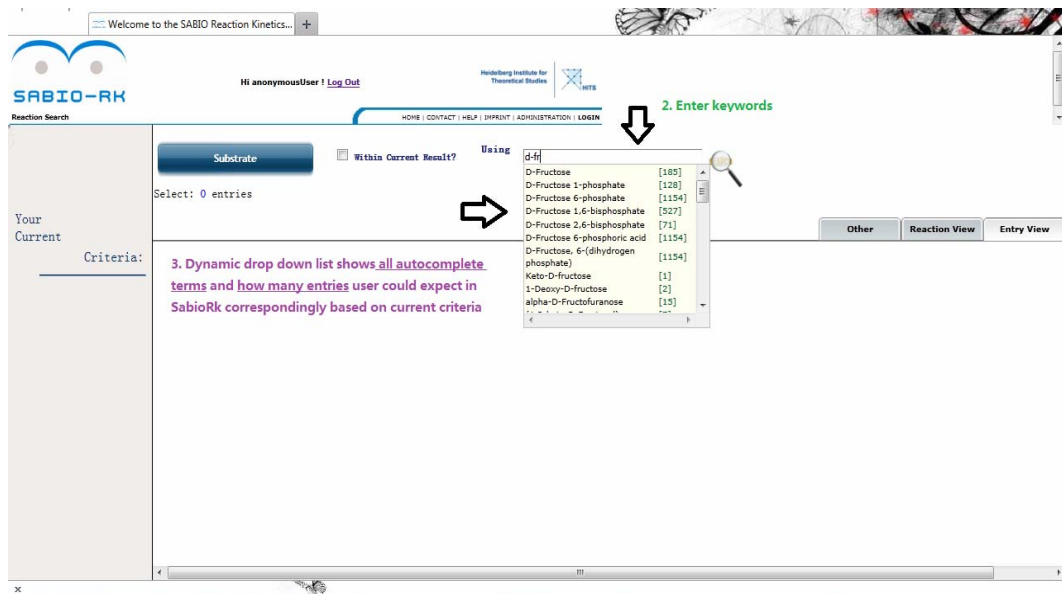 Welcome to the SABIO Reaction Kinetics... +
SABIO-RK
Reaction Search
Hi anonymousUser ! Log Out
Heidelberg Institute for
Theoretical Studies
HITS
HOME | CONTACT | HELP | IMPRINT | ADMINISTRATION | LOGIN
2. Enter keywords
Substrate
Within Current Result?
Using
d-fr
Select: 0 entries
D-Fructose [185]
D-Fructose 1-phosphate [128]
D-Fructose 6-phosphate [1154]
D-Fructose 1,6-bisphosphate [527]
D-Fructose 2,6-bisphosphate [71]
D-Fructose 6-phosphoric acid [1154]
D-Fructose, 6-(dihydrogen
phosphate) [1154]
Keto-D-fructose [1]
1-Deoxy-D-fructose [2]
alpha-D-Fructofuranose [15]
Your
Current
Criteria:
Other
Reaction View
Entry View
3. Dynamic drop down list shows all autocomplete
terms and how many entries user could expect in
SabioRk correspondingly based on current criteria
x